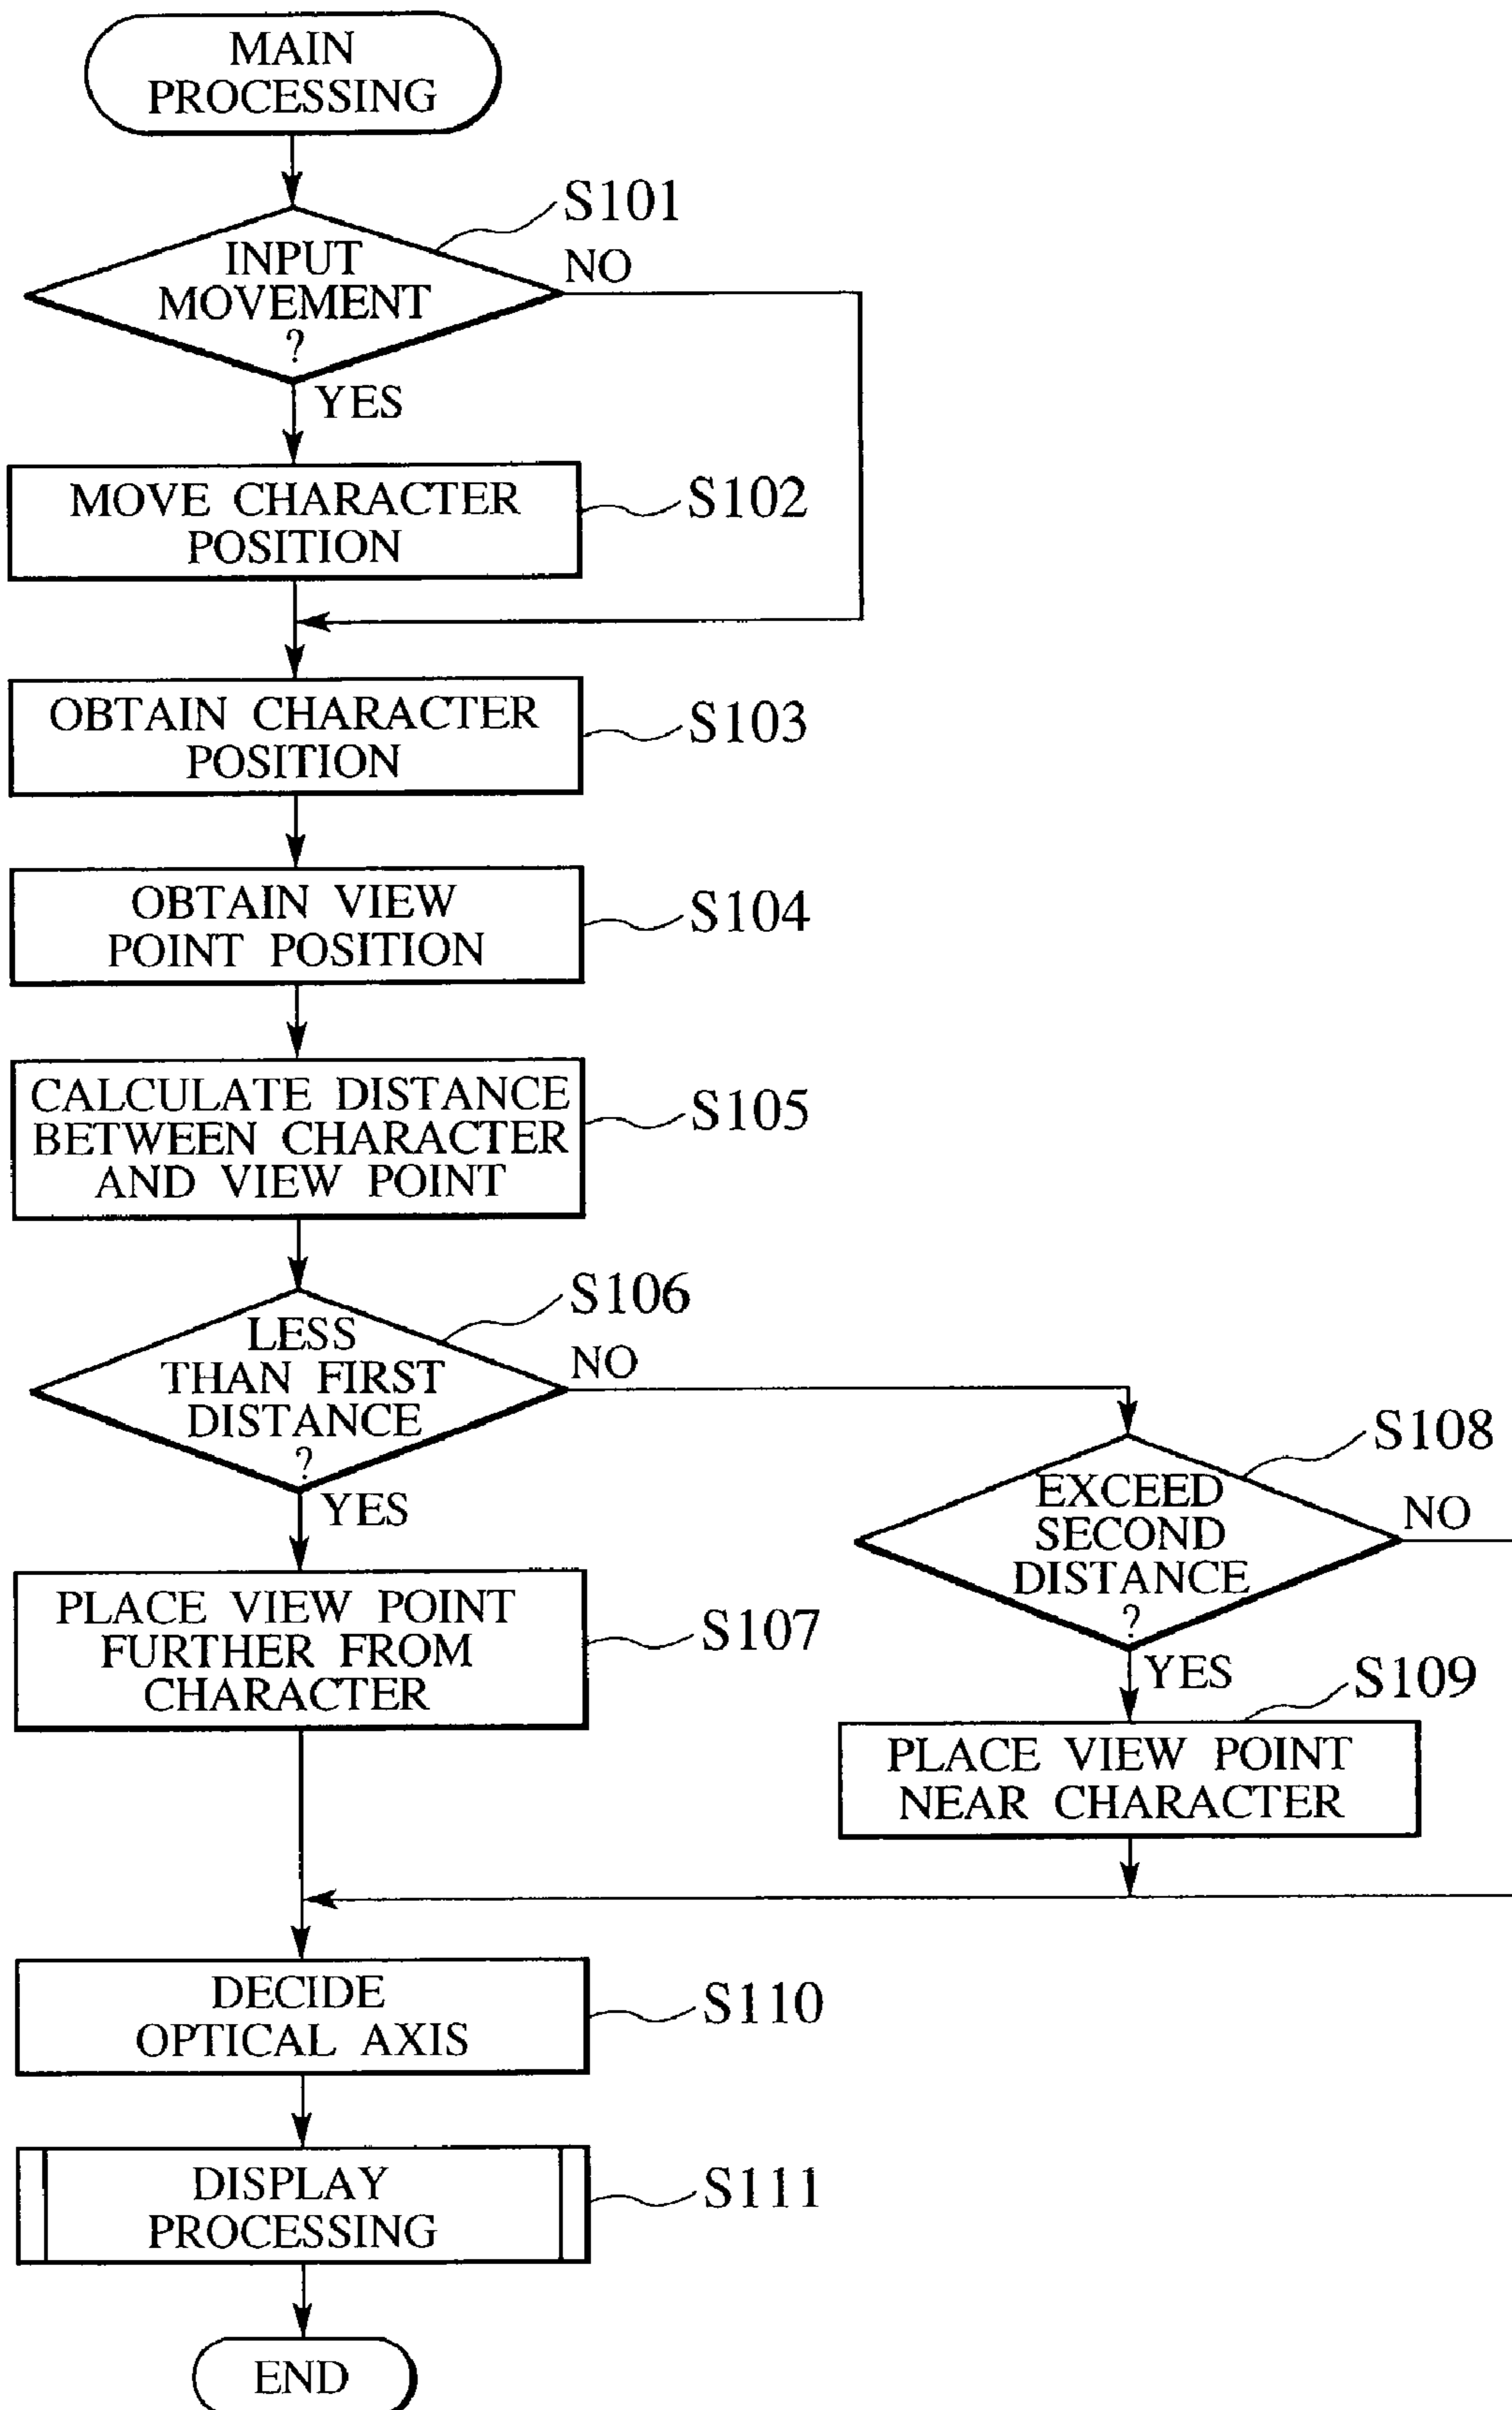 MAIN
PROCESSING
S101
INPUT
MOVEMENT
?
NO
YES
MOVE CHARACTER
POSITION
S102
OBTAIN CHARACTER
POSITION
S103
OBTAIN VIEW
POINT POSITION
S104
CALCULATE DISTANCE
BETWEEN CHARACTER
AND VIEW POINT
S105
S106
LESS
THAN FIRST
DISTANCE
?
NO
YES
S108
EXCEED
SECOND
DISTANCE
?
NO
YES
PLACE VIEW POINT
FURTHER FROM
CHARACTER
S107
S109
PLACE VIEW POINT
NEAR CHARACTER
DECIDE
OPTICAL AXIS
S110
DISPLAY
PROCESSING
S111
END